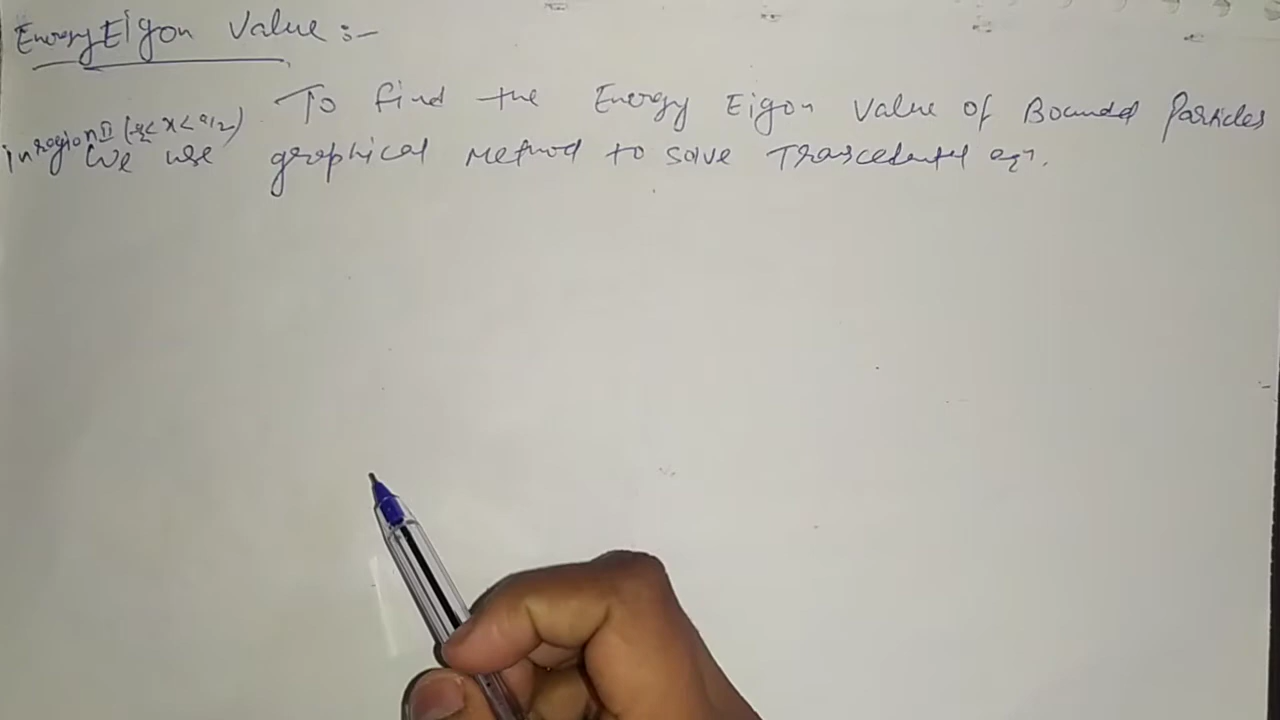 Energy Eigon Value :-
To find the Energy Eigon Value of Bounded Particles
in region II (-a/2 < x < a/2)
We use graphical Method to solve Trascedental eqn.